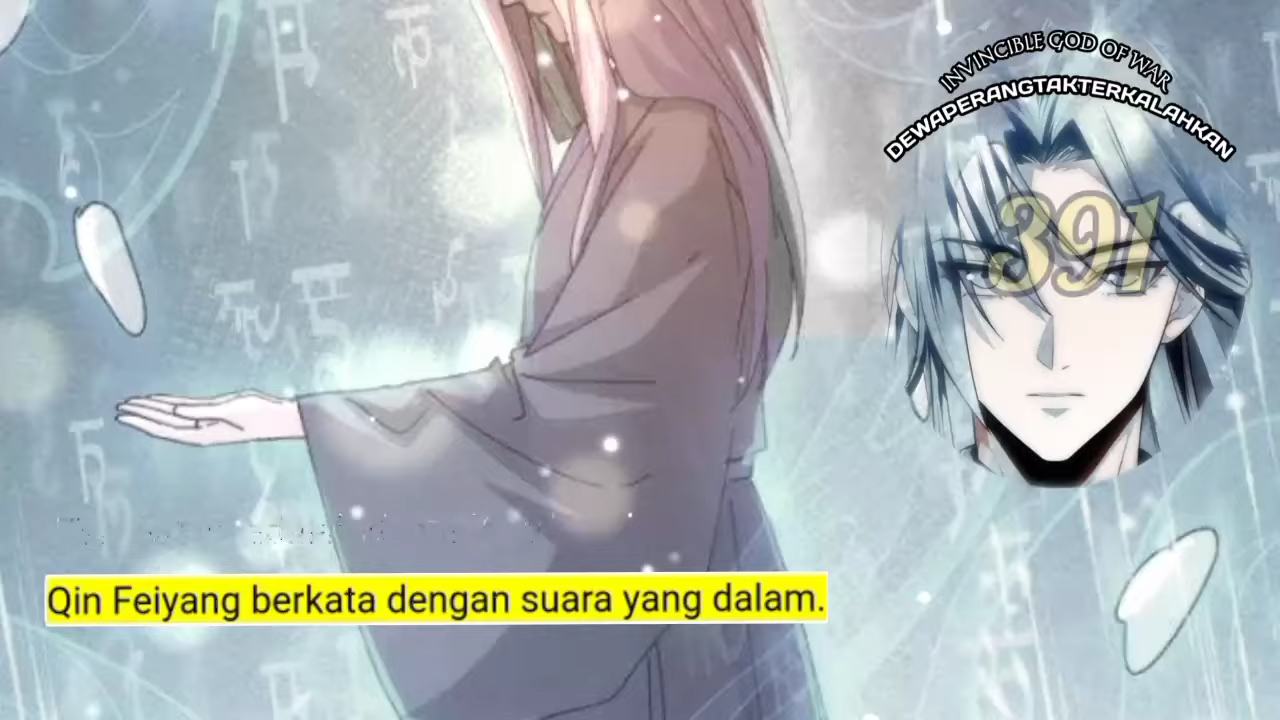 INVINCIBLE GOD OF WAR
DEWAPERANGTAKTERKALAHKAN
391
Qin Feiyang berkata dengan suara yang dalam.